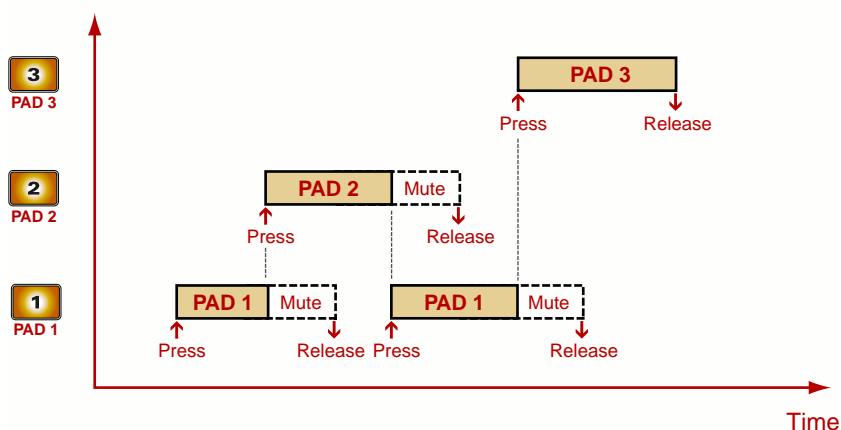 3
PAD 3
PAD 3
Press
Release
2
PAD 2
PAD 2
Mute
Press
Release
1
PAD 1
PAD 1
Mute
PAD 1
Mute
Press
Release
Press
Release
Time